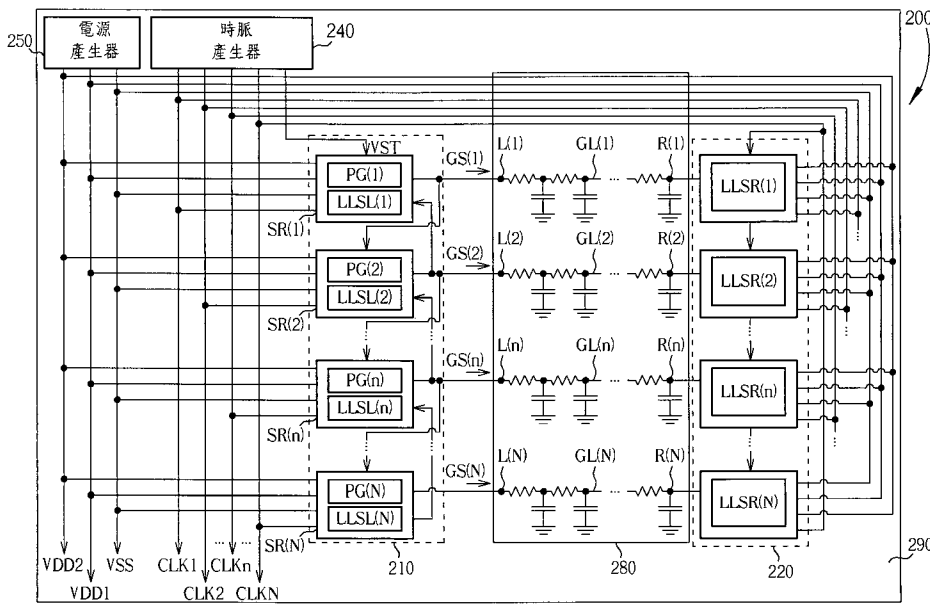 250
電源
產生器
時脈
產生器
240
200
VST
PG(1)
LLSL(1)
SR(1)
GS(1)
L(1)
GL(1)
R(1)
LLSR(1)
PG(2)
LLSL(2)
SR(2)
GS(2)
L(2)
GL(2)
R(2)
LLSR(2)
PG(n)
LLSL(n)
SR(n)
GS(n)
L(n)
GL(n)
R(n)
LLSR(n)
PG(N)
LLSL(N)
SR(N)
GS(N)
L(N)
GL(N)
R(N)
LLSR(N)
VDD2
VDD1
VSS
CLK1
CLK2
CLKn
CLKN
210
280
220
290